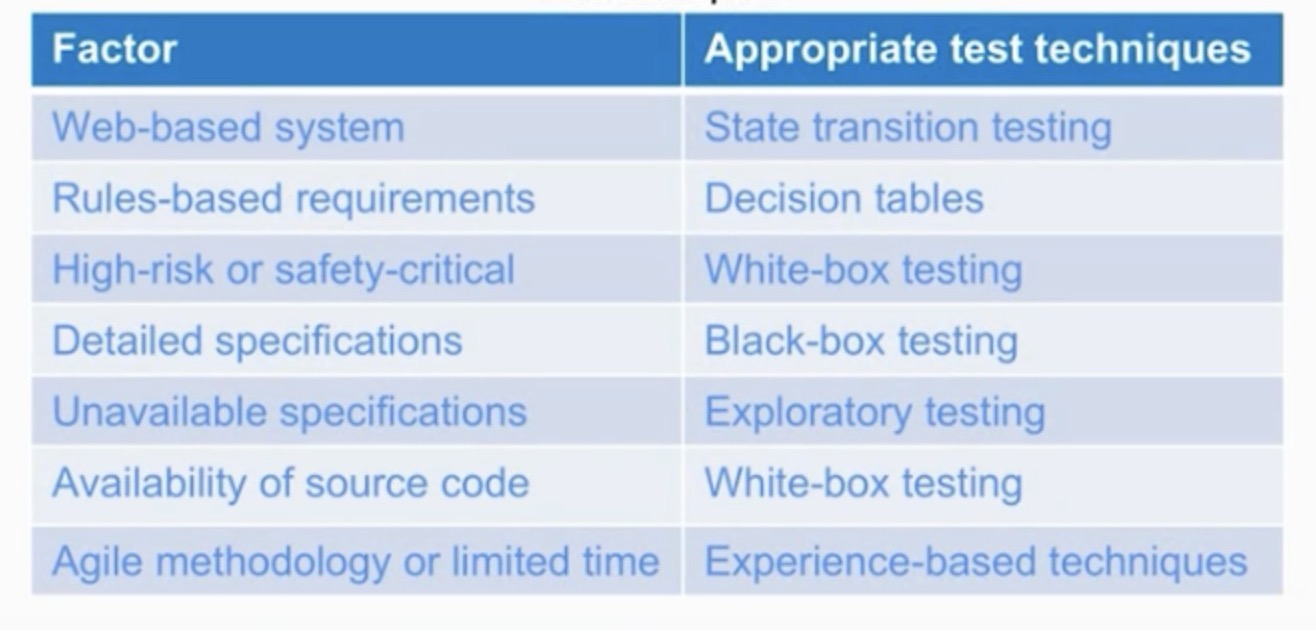 Factor Appropriate test techniques
Web-based system State transition testing
Rules-based requirements Decision tables
High-risk or safety-critical White-box testing
Detailed specifications Black-box testing
Unavailable specifications Exploratory testing
Availability of source code White-box testing
Agile methodology or limited time Experience-based techniques